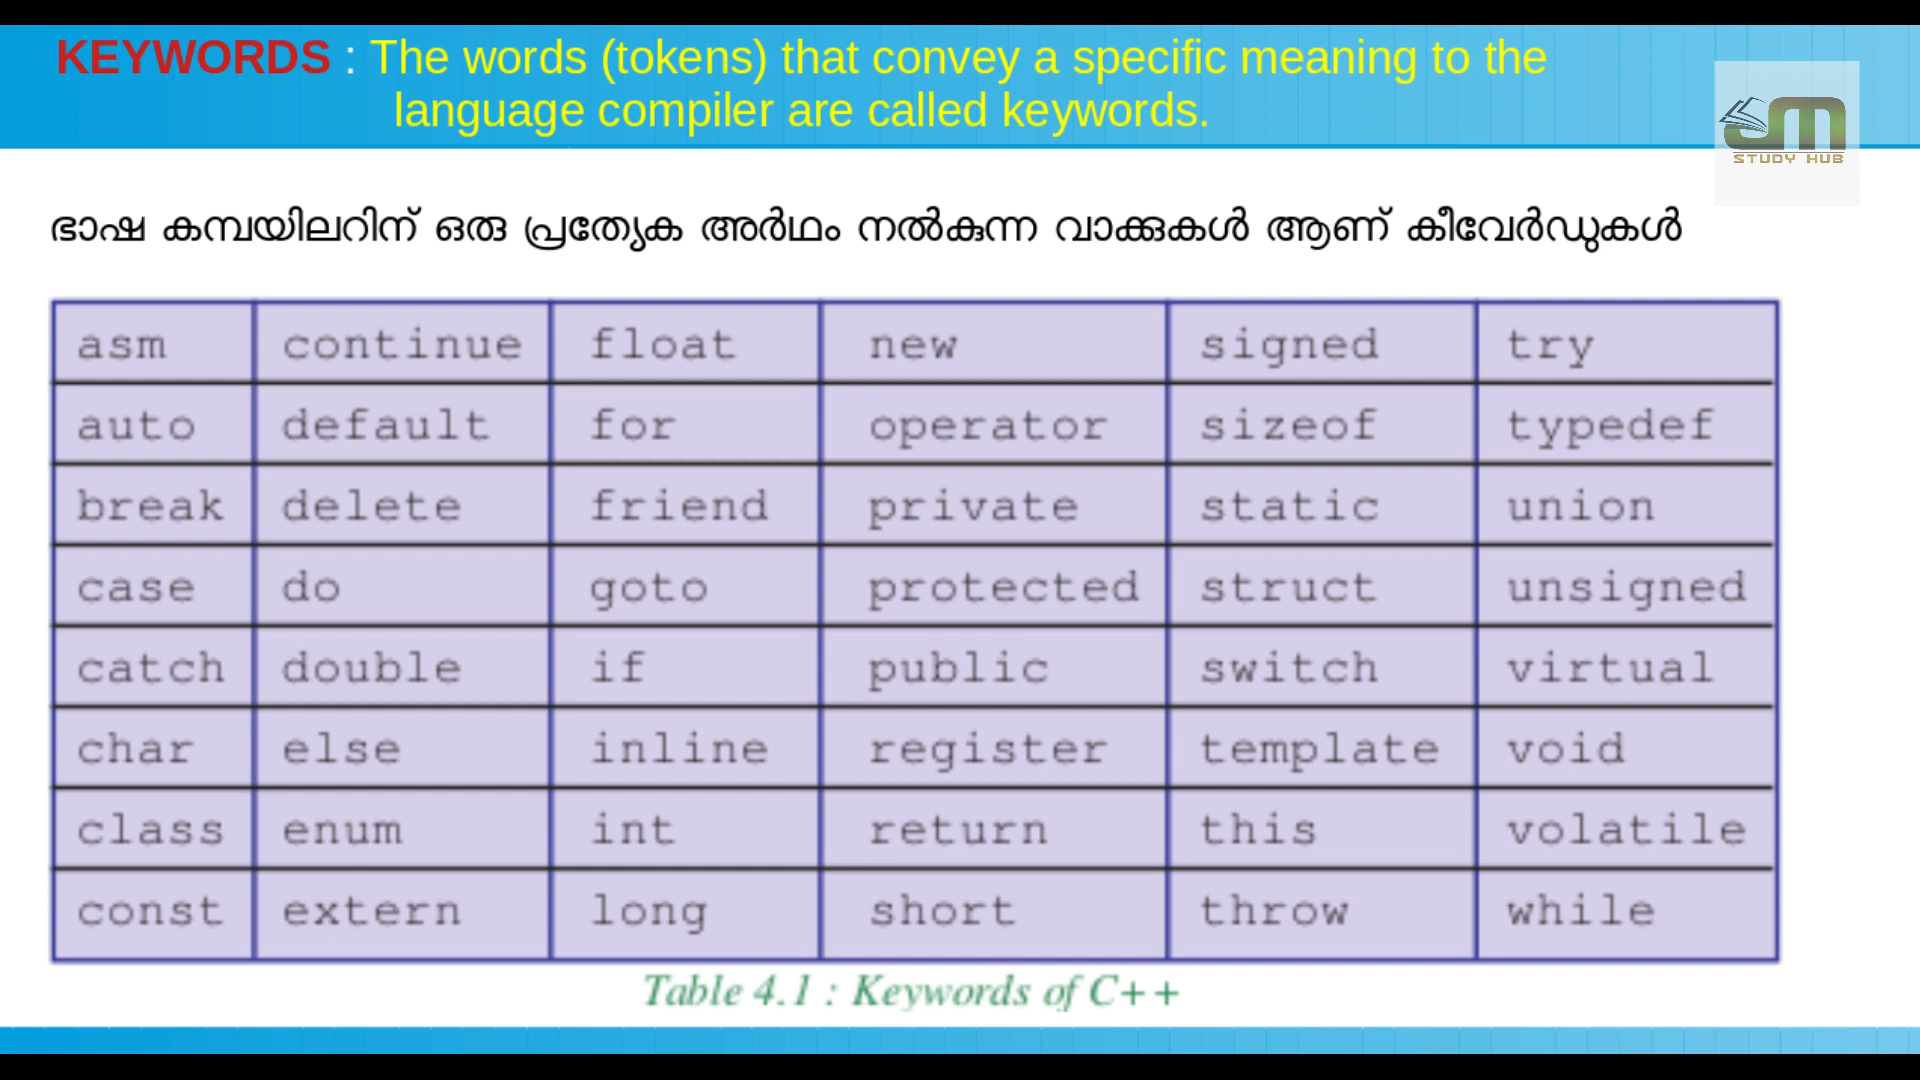 KEYWORDS : The words (tokens) that convey a specific meaning to the
language compiler are called keywords.
STUDY HUB
ഭാഷ കമ്പയിലറിന് ഒരു പ്രത്യേക അർഥം നൽകുന്ന വാക്കുകൾ ആണ് കീവേർഡുകൾ
asm continue float new signed try
auto default for operator sizeof typedef
break delete friend private static union
case do goto protected struct unsigned
catch double if public switch virtual
char else inline register template void
class enum int return this volatile
const extern long short throw while
Table 4.1 : Keywords of C++